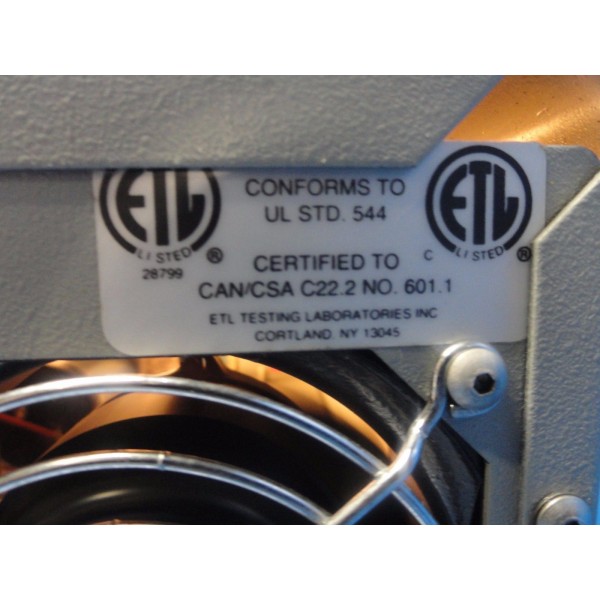 ETL
LISTED
®
28799
CONFORMS TO
UL STD. 544
CERTIFIED TO
CAN/CSA C22.2 NO. 601.1
ETL TESTING LABORATORIES INC
CORTLAND, NY 13045
ETL
C
LISTED
®